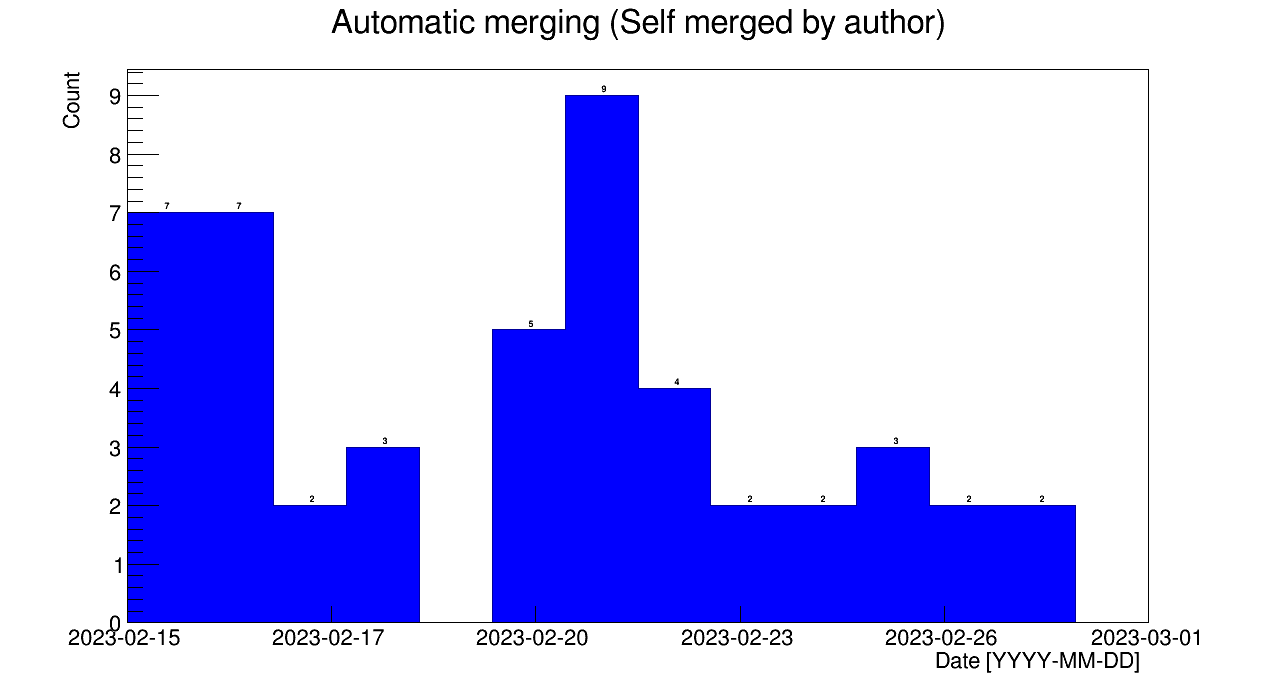 Automatic merging (Self merged by author)
Count
9
8
7
6
5
4
3
2
1
0
7 7 2 3 5 9 4 2 2 3 2 2
2023-02-15 2023-02-17 2023-02-20 2023-02-23 2023-02-26 2023-03-01
Date [YYYY-MM-DD]